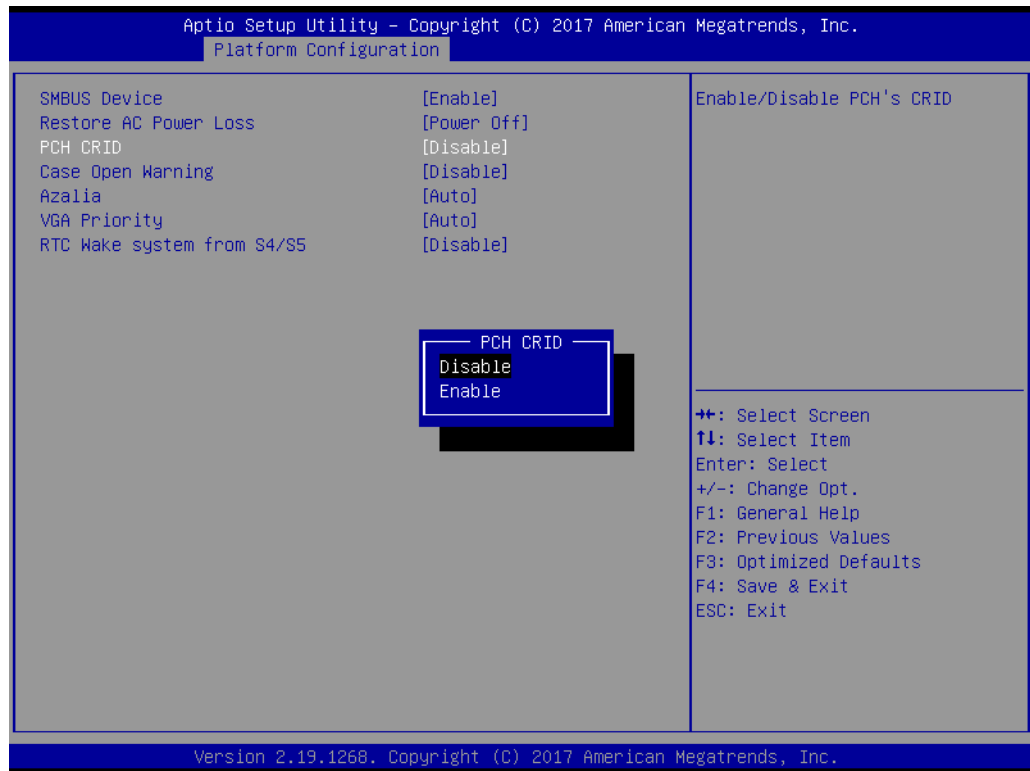 Aptio Setup Utility – Copyright (C) 2017 American Megatrends, Inc.
Platform Configuration
SMBUS Device [Enable]
Restore AC Power Loss [Power Off]
PCH CRID [Disable]
Case Open Warning [Disable]
Azalia [Auto]
VGA Priority [Auto]
RTC Wake system from S4/S5 [Disable]
PCH CRID
Disable
Enable
Enable/Disable PCH's CRID
→←: Select Screen
↑↓: Select Item
Enter: Select
+/-: Change Opt.
F1: General Help
F2: Previous Values
F3: Optimized Defaults
F4: Save & Exit
ESC: Exit
Version 2.19.1268. Copyright (C) 2017 American Megatrends, Inc.